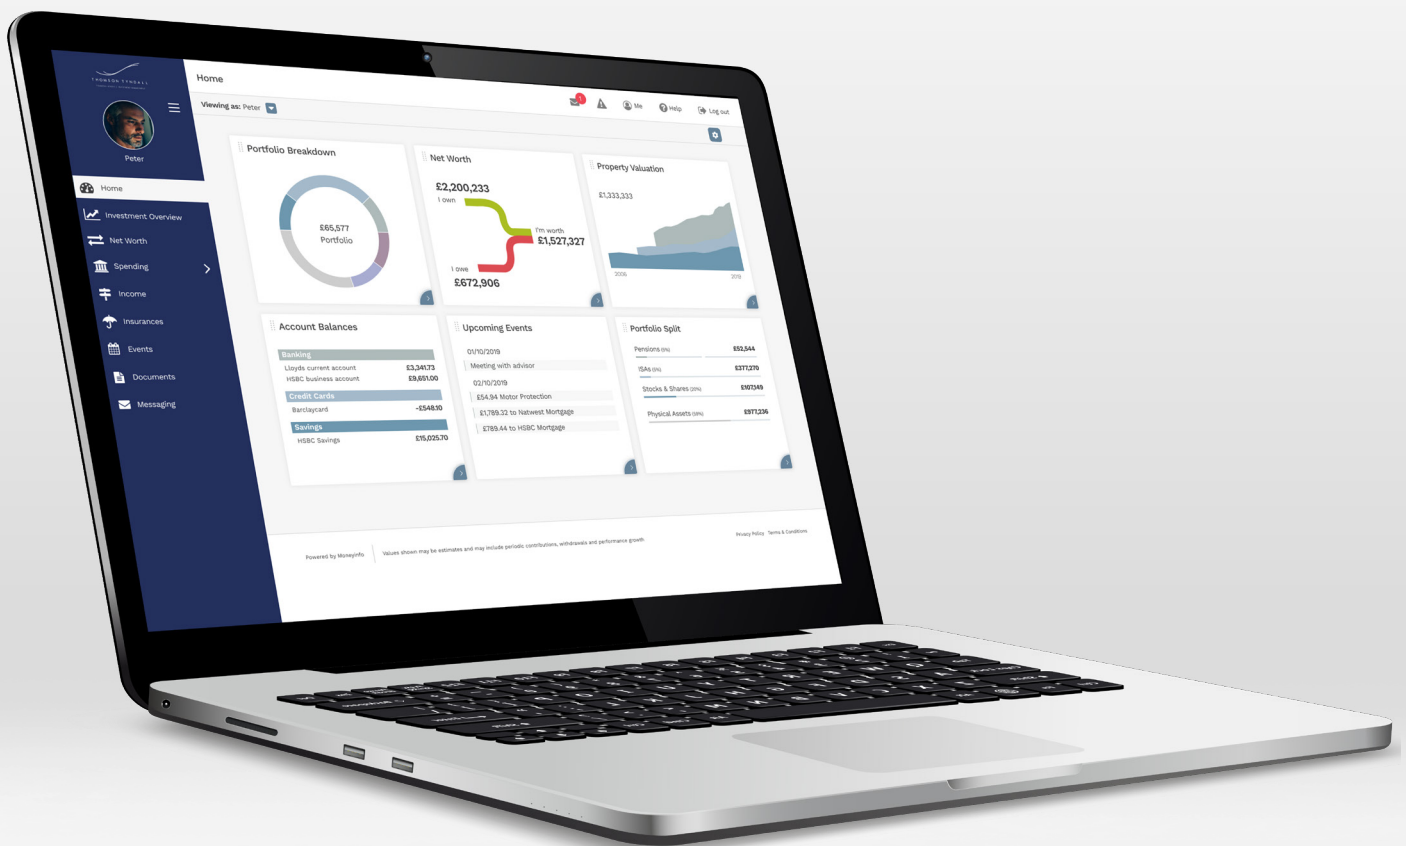 THOMSON TYNDALL
Peter
Home
Investment Overview
Net Worth
Spending
Income
Insurances
Events
Documents
Messaging
Home
Viewing as: Peter
1
Me
Help
Log out
Portfolio Breakdown
£65,577
Portfolio
Net Worth
£2,200,233
I own
I'm worth
£1,527,327
I owe
£672,906
Property Valuation
£1,333,333
2006
2019
Account Balances
Banking
Lloyds current account £3,341.73
HSBC business account £9,651.00
Credit Cards
Barclaycard -£548.10
Savings
HSBC Savings £15,025.70
Upcoming Events
01/10/2019
Meeting with advisor
02/10/2019
£54.94 Motor Protection
£1,789.32 to Natwest Mortgage
£789.44 to HSBC Mortgage
Portfolio Split
Pensions £52,544
ISAs £377,270
Stocks & Shares £107,149
Physical Assets £977,236
Powered by Moneyinfo
Values shown may be estimates and may include periodic contributions, withdrawals and performance growth
Privacy Policy Terms & Conditions